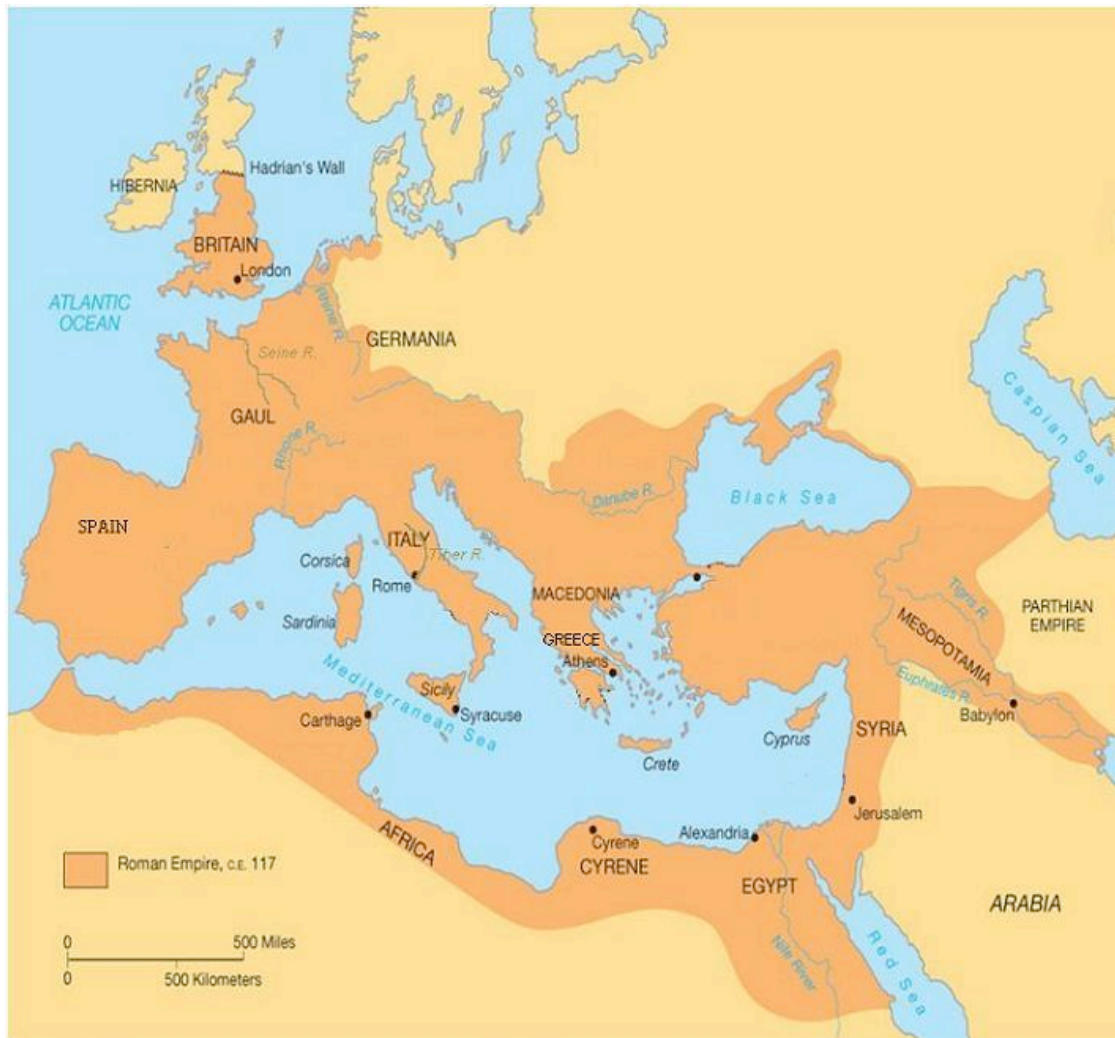 Hadrian's Wall
HIBERNIA
BRITAIN
London
ATLANTIC
OCEAN
Rhine R.
GERMANIA
Seine R.
GAUL
Rhone R.
Caspian Sea
Danube R.
Black Sea
SPAIN
ITALY
Tiber R.
Corsica
Rome
Sardinia
MACEDONIA
GREECE
Athens
Tigris R.
PARTHIAN
EMPIRE
MESOPOTAMIA
Euphrates R.
Babylon
Mediterranean Sea
Sicily
Syracuse
Carthage
Crete
Cyprus
SYRIA
Jerusalem
AFRICA
Cyrene
CYRENE
Alexandria
EGYPT
Nile River
Red Sea
ARABIA
Roman Empire, C.E. 117
0 500 Miles
0 500 Kilometers